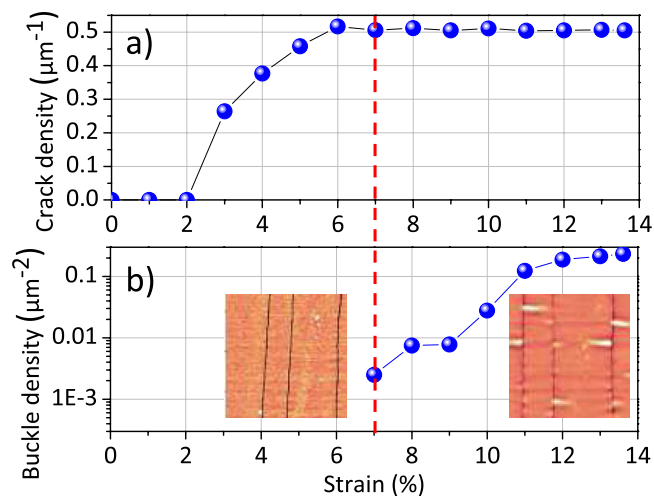 a)
Crack density (μm⁻¹)
0.5
0.4
0.3
0.2
0.1
0.0
0 2 4 6 8 10 12 14
b)
Buckle density (μm⁻²)
0.1
0.01
1E-3
0 2 4 6 8 10 12 14
Strain (%)